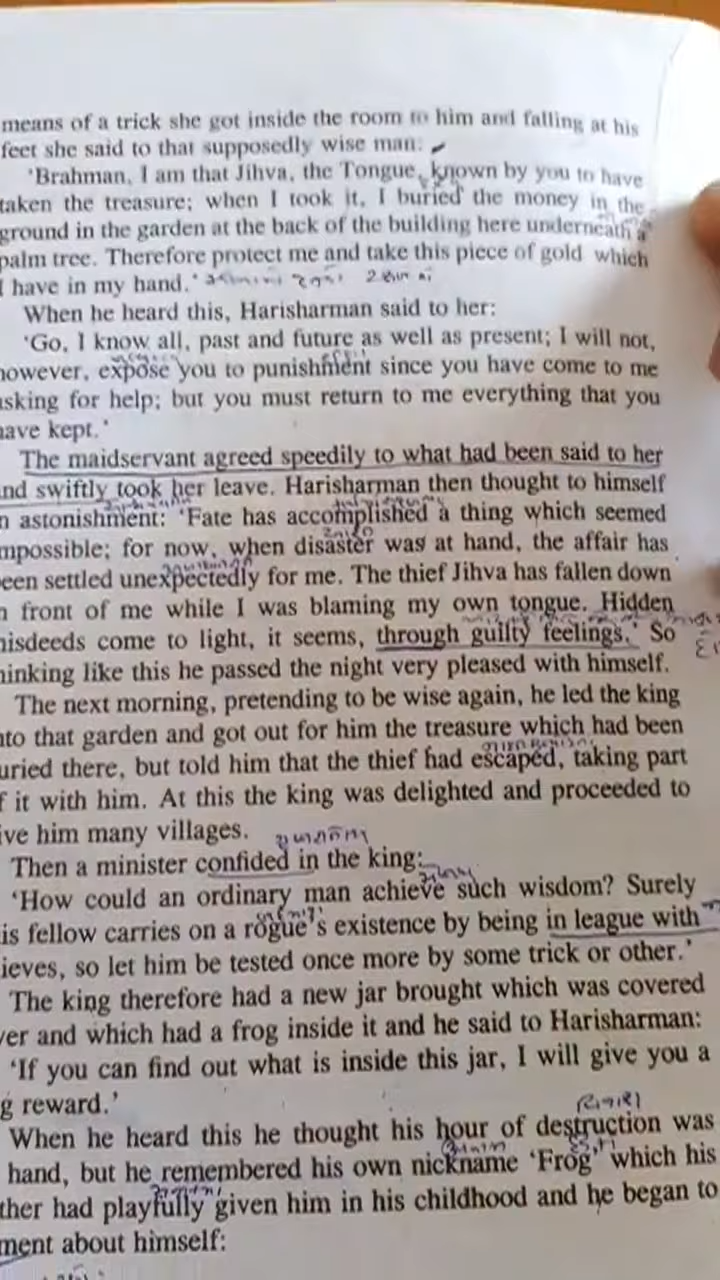 means of a trick she got inside the room to him and falling at his
feet she said to that supposedly wise man:
'Brahman, I am that Jihva, the Tongue, known by you to have
taken the treasure; when I took it, I buried the money in the
ground in the garden at the back of the building here underneath a
palm tree. Therefore protect me and take this piece of gold which
I have in my hand.'
When he heard this, Harisharman said to her:
'Go, I know all, past and future as well as present; I will not,
however, expose you to punishment since you have come to me
asking for help; but you must return to me everything that you
have kept.'
The maidservant agreed speedily to what had been said to her
nd swiftly took her leave. Harisharman then thought to himself
n astonishment: 'Fate has accomplished a thing which seemed
mpossible; for now, when disaster was at hand, the affair has
een settled unexpectedly for me. The thief Jihva has fallen down
n front of me while I was blaming my own tongue. Hidden
nisdeeds come to light, it seems, through guilty feelings.' So
hinking like this he passed the night very pleased with himself.
The next morning, pretending to be wise again, he led the king
nto that garden and got out for him the treasure which had been
uried there, but told him that the thief had escaped, taking part
f it with him. At this the king was delighted and proceeded to
ive him many villages.
Then a minister confided in the king:
'How could an ordinary man achieve such wisdom? Surely
is fellow carries on a rogue's existence by being in league with
ieves, so let him be tested once more by some trick or other.'
The king therefore had a new jar brought which was covered
ver and which had a frog inside it and he said to Harisharman:
'If you can find out what is inside this jar, I will give you a
g reward.'
When he heard this he thought his hour of destruction was
hand, but he remembered his own nickname 'Frog' which his
ther had playfully given him in his childhood and he began to
ment about himself: